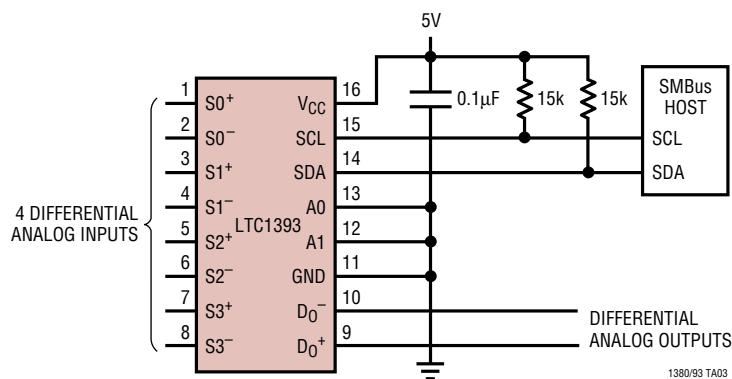 5V
1
S0+
2
S0−
3
S1+
4
S1−
5
S2+
6
S2−
7
S3+
8
S3−
4 DIFFERENTIAL
ANALOG INPUTS
LTC1393
VCC
16
SCL
15
SDA
14
A0
13
A1
12
GND
11
DO−
10
DO+
9
0.1µF
15k
15k
SMBus
HOST
SCL
SDA
DIFFERENTIAL
ANALOG OUTPUTS
1380/93 TA03